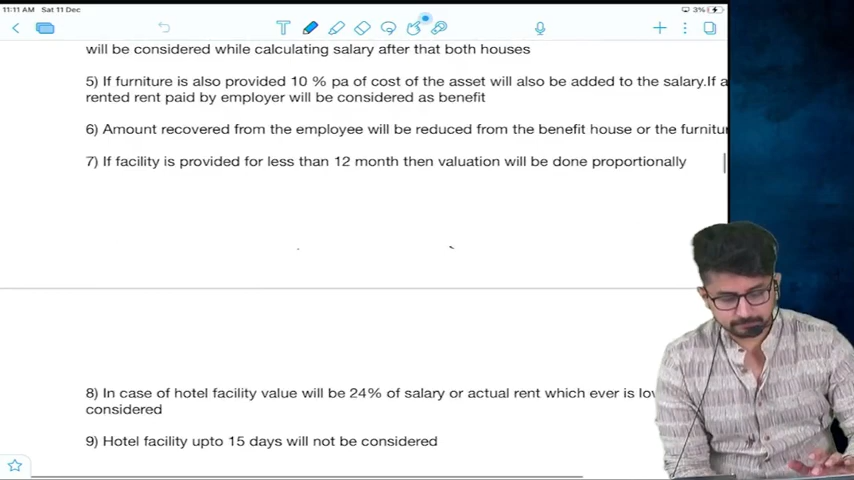 11:11 AM Sat 11 Dec
3%
T
will be considered while calculating salary after that both houses
5) If furniture is also provided 10 % pa of cost of the asset will also be added to the salary.If a
rented rent paid by employer will be considered as benefit
6) Amount recovered from the employee will be reduced from the benefit house or the
7) If facility is provided for less than 12 month then valuation will be done proportionally
8) In case of hotel facility value will be 24% of salary or actual rent which ever is
considered
9) Hotel facility upto 15 days will not be considered